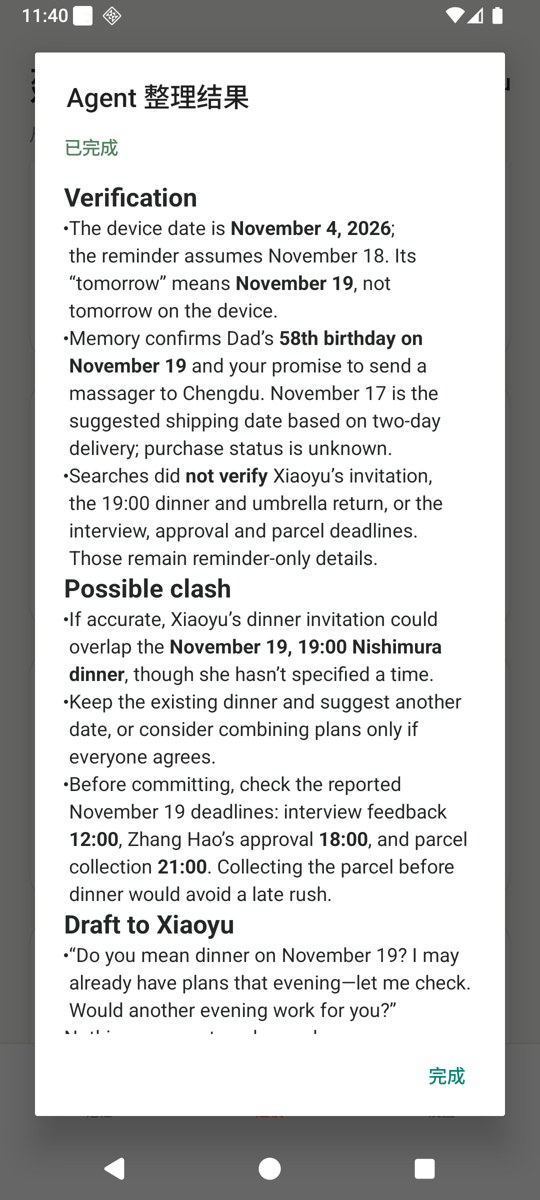 11:40
Agent 整理结果
已完成
Verification
•The device date is November 4, 2026;
the reminder assumes November 18. Its
“tomorrow” means November 19, not
tomorrow on the device.
•Memory confirms Dad’s 58th birthday on
November 19 and your promise to send a
massager to Chengdu. November 17 is the
suggested shipping date based on two-day
delivery; purchase status is unknown.
•Searches did not verify Xiaoyu’s invitation,
the 19:00 dinner and umbrella return, or the
interview, approval and parcel deadlines.
Those remain reminder-only details.
Possible clash
•If accurate, Xiaoyu’s dinner invitation could
overlap the November 19, 19:00 Nishimura
dinner, though she hasn’t specified a time.
•Keep the existing dinner and suggest another
date, or consider combining plans only if
everyone agrees.
•Before committing, check the reported
November 19 deadlines: interview feedback
12:00, Zhang Hao’s approval 18:00, and parcel
collection 21:00. Collecting the parcel before
dinner would avoid a late rush.
Draft to Xiaoyu
•“Do you mean dinner on November 19? I may
already have plans that evening—let me check.
Would another evening work for you?”
完成